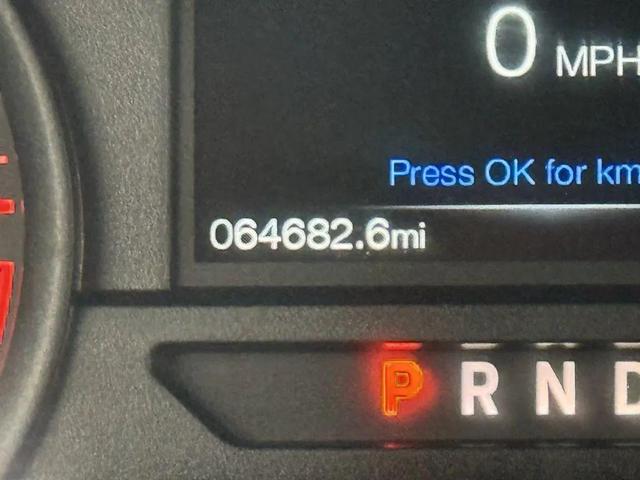 0 MPH
Press OK for km
064682.6mi
P R N D